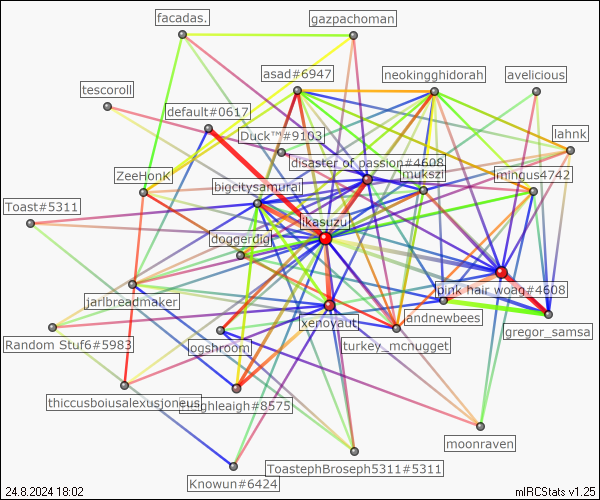 facadas.
gazpachoman
asad#6947
neokingghidorah
avelicious
tescoroll
default#0617
Duck™#9103
lahnk
disaster of passion#4608
ZeeHonK
mukszi
mingus4742
bigcitysamurai
Toast#5311
ikasuzu
doggerdig
jarlbreadmaker
pink hair woag#4608
jandnewbees
xenoyaut
gregor_samsa
Random Stuf6#5983
ogshroom
turkey_mcnugget
thiccusboiusalexusjoneus
#8575
moonraven
ToastephBroseph5311#5311
Knowun#6424
24.8.2024 18:02
mIRCStats v1.25